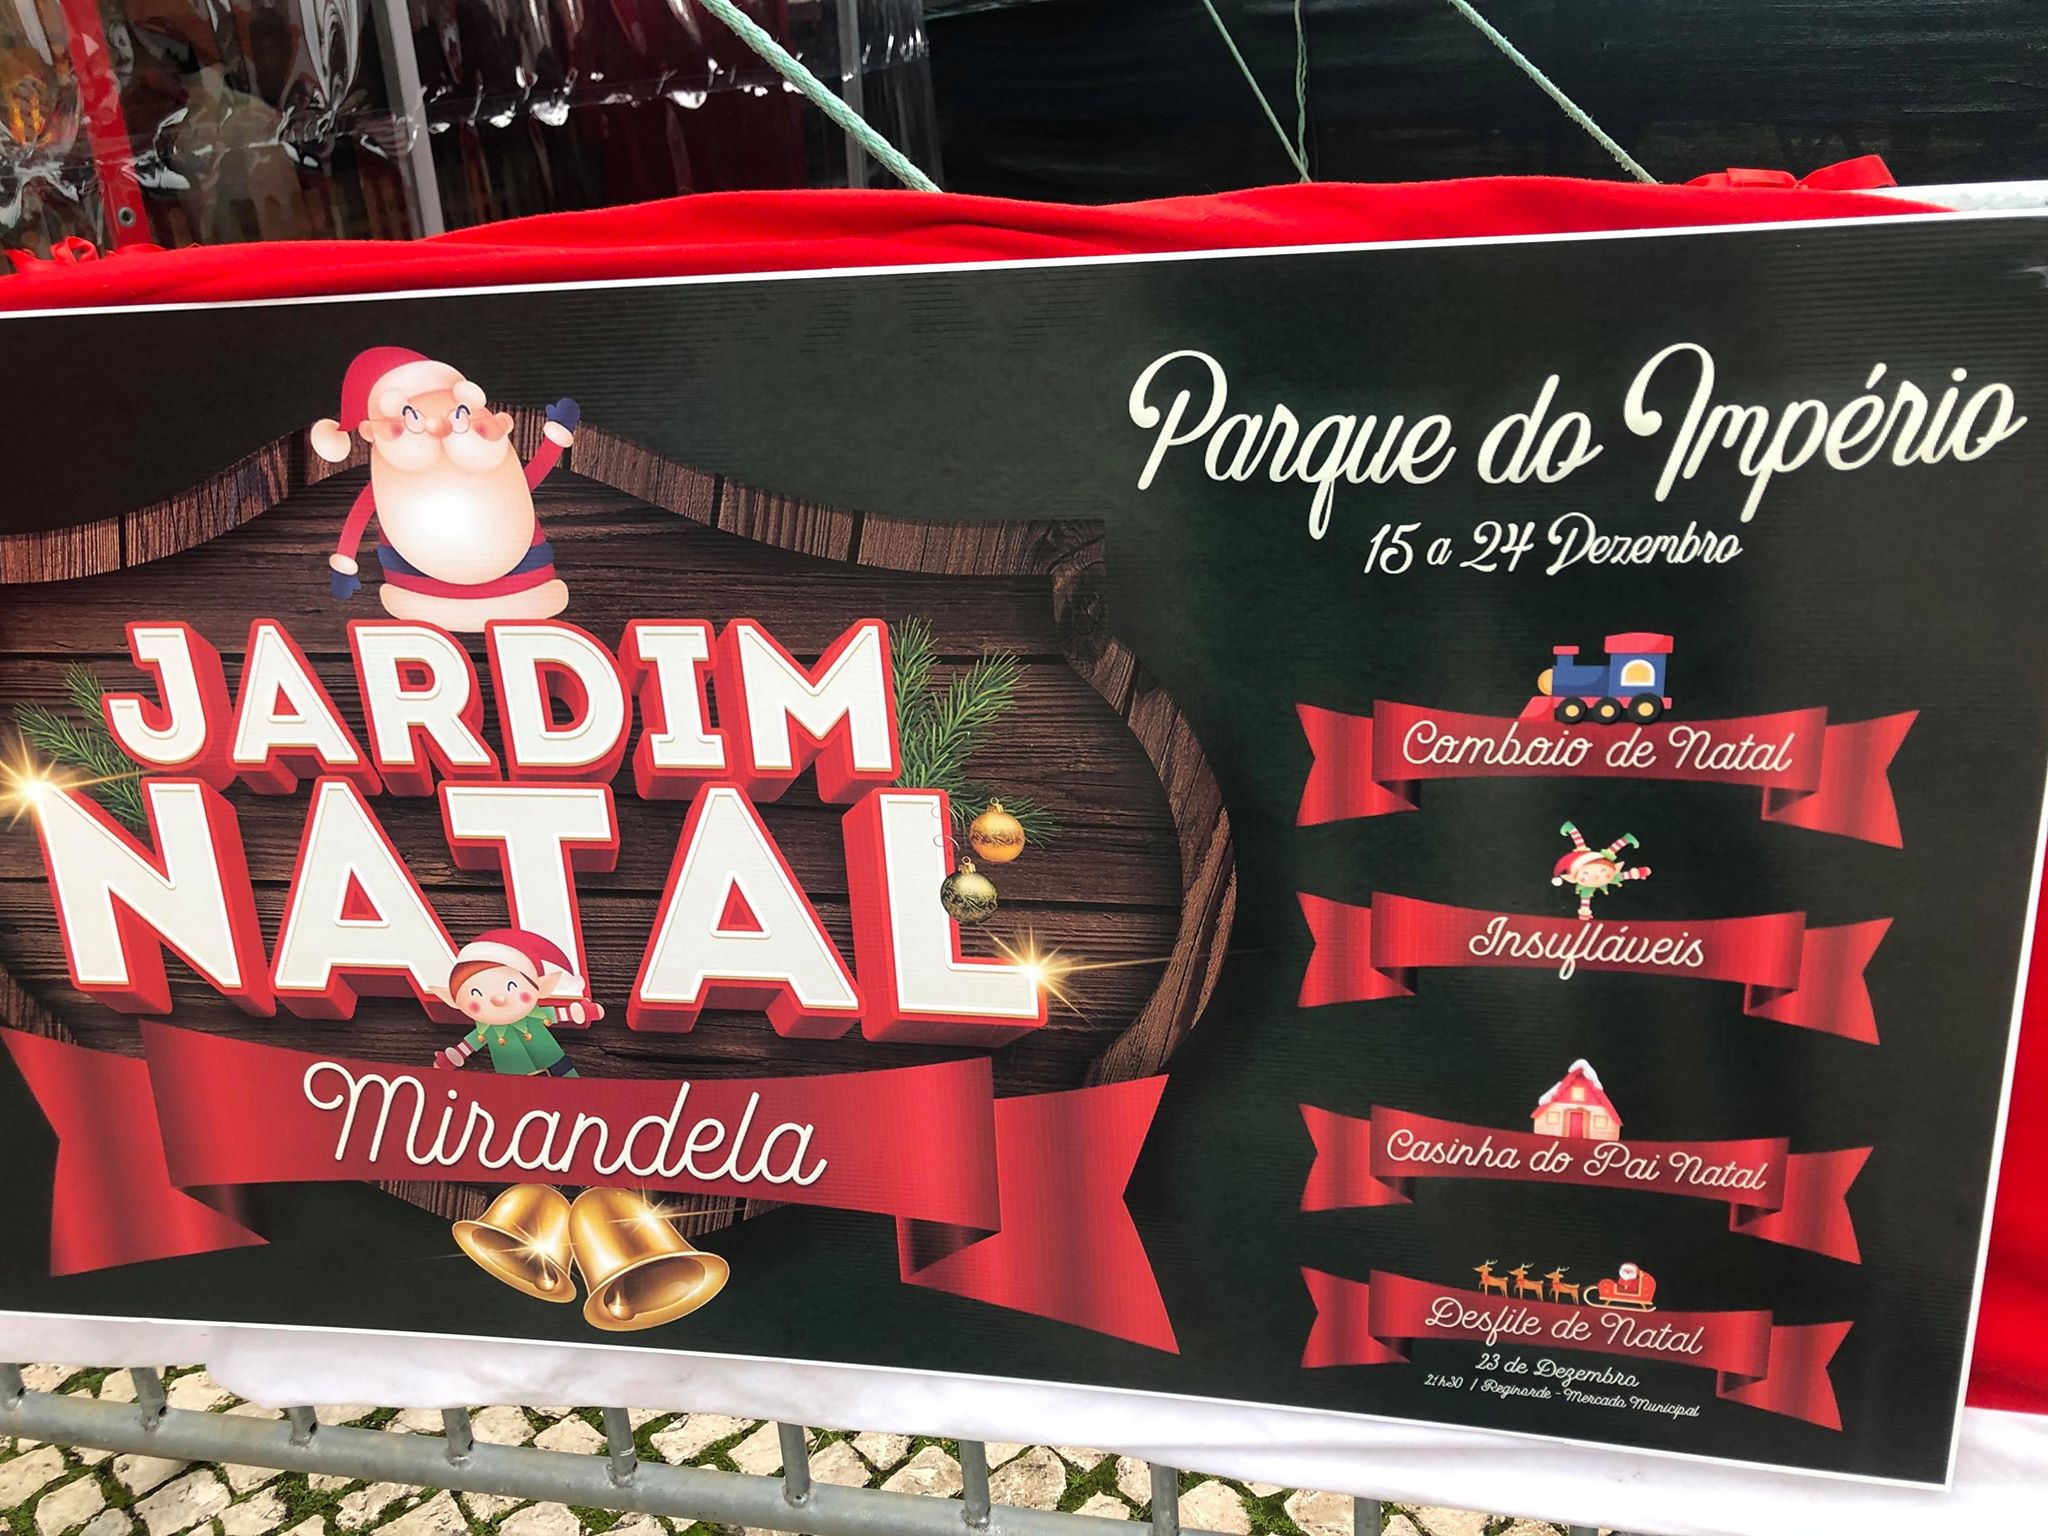 JARDIM
NATAL
Mirandela
Parque do Império
15 a 24 Dezembro
Comboio de Natal
Insufláveis
Casinha do Pai Natal
Desfile de Natal
23 de Dezembro
21h30 | Reginorde - Mercado Municipal